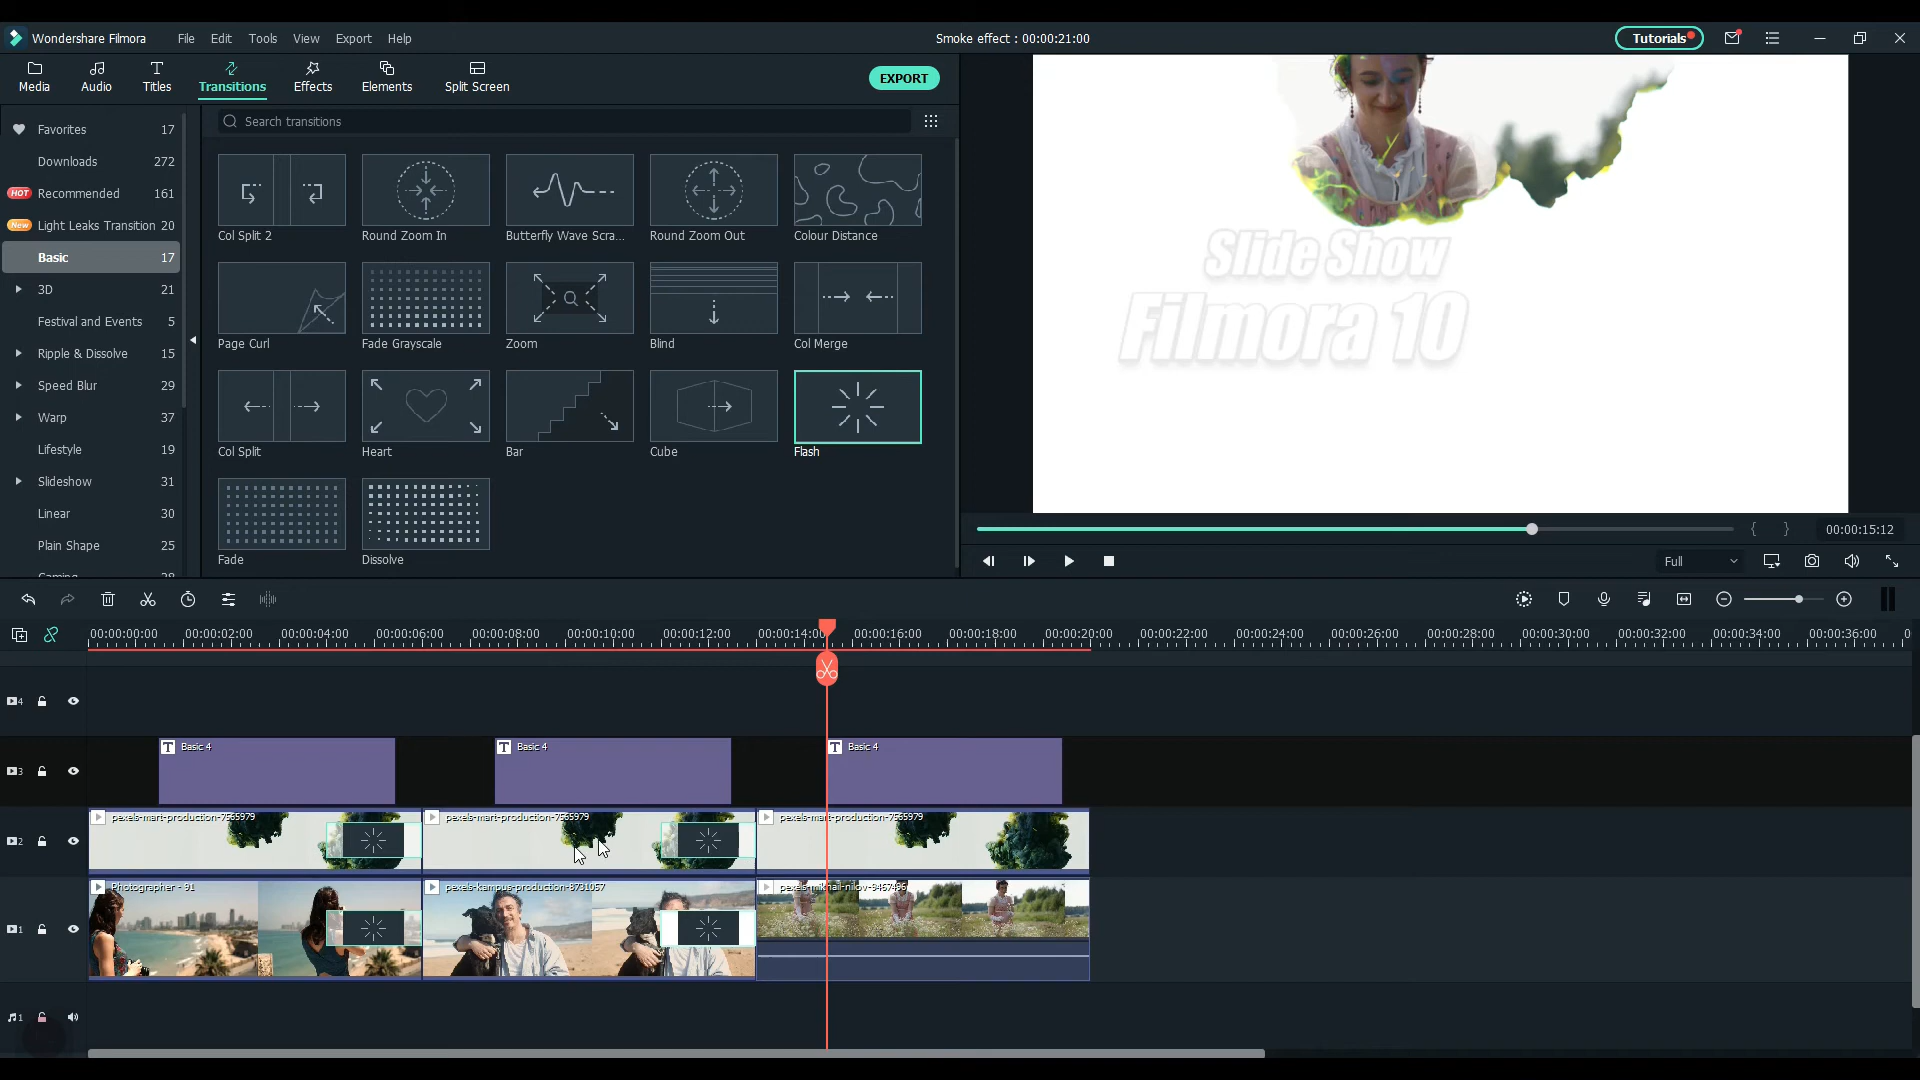 Wondershare Filmora
File Edit Tools View Export Help
Smoke effect : 00:00:21:00
Tutorials
Media Audio Titles Transitions Effects Elements Split Screen
EXPORT
Search transitions
Favorites 17
Downloads 272
HOT Recommended 161
New Light Leaks Transition 20
Basic 17
3D 21
Festival and Events 5
Ripple & Dissolve 15
Speed Blur 29
Warp 37
Lifestyle 19
Slideshow 31
Linear 30
Plain Shape 25
Col Split 2 Round Zoom In Butterfly Wave Scra... Round Zoom Out Colour Distance
Page Curl Fade Grayscale Zoom Blind Col Merge
Col Split Heart Bar Cube Flash
Fade Dissolve
Slide Show
Filmora 10
00:00:15:12
Full
00:00:00:00 00:00:02:00 00:00:04:00 00:00:06:00 00:00:08:00 00:00:10:00 00:00:12:00 00:00:14:00 00:00:16:00 00:00:18:00 00:00:20:00 00:00:22:00 00:00:24:00 00:00:26:00 00:00:28:00 00:00:30:00 00:00:32:00 00:00:34:00 00:00:36:00
4
3
Basic 4 Basic 4 Basic 4
2
pexels-mart-production-7565979 pexels-mart-production-7565979 pexels-mart-production-7565979
1
Photographer - 91 pexels-kampus-production-8731057 pexels-mikhail-nilov-9467496
1